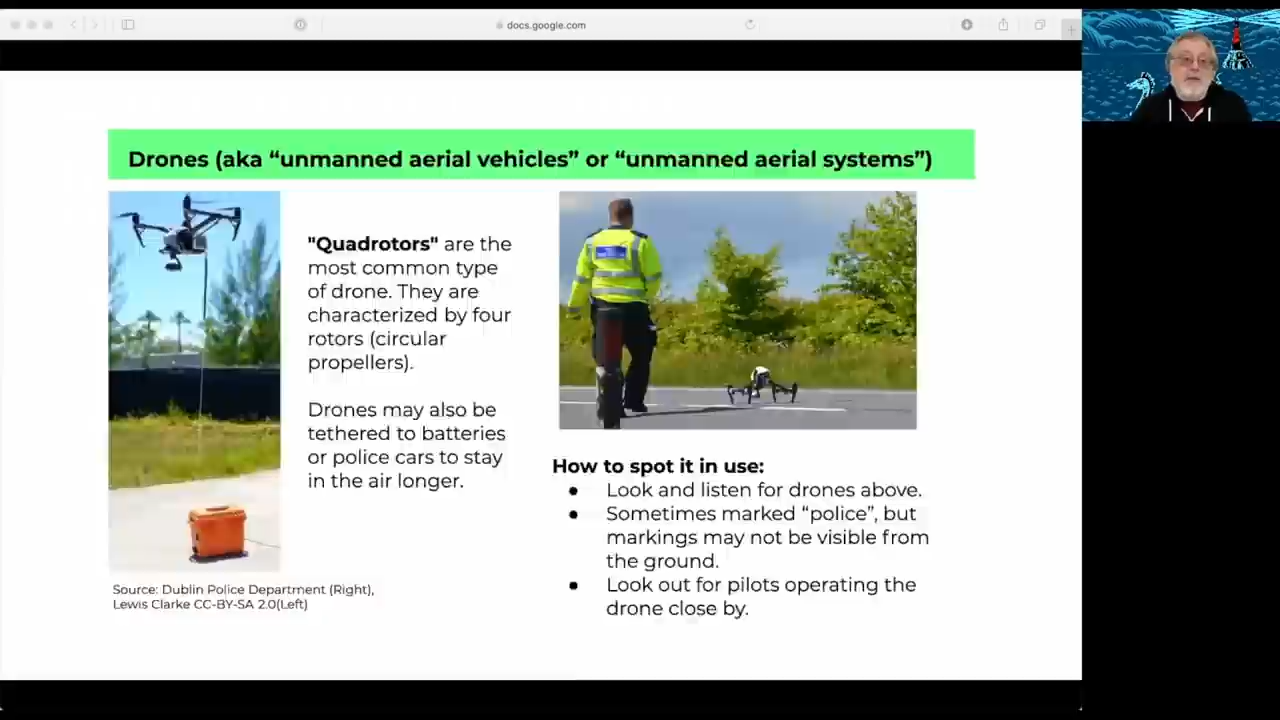 docs.google.com
Drones (aka “unmanned aerial vehicles” or “unmanned aerial systems”)
"Quadrotors" are the
most common type
of drone. They are
characterized by four
rotors (circular
propellers).
Drones may also be
tethered to batteries
or police cars to stay
in the air longer.
Source: Dublin Police Department (Right),
Lewis Clarke CC-BY-SA 2.0(Left)
How to spot it in use:
● Look and listen for drones above.
● Sometimes marked “police”, but
markings may not be visible from
the ground.
● Look out for pilots operating the
drone close by.